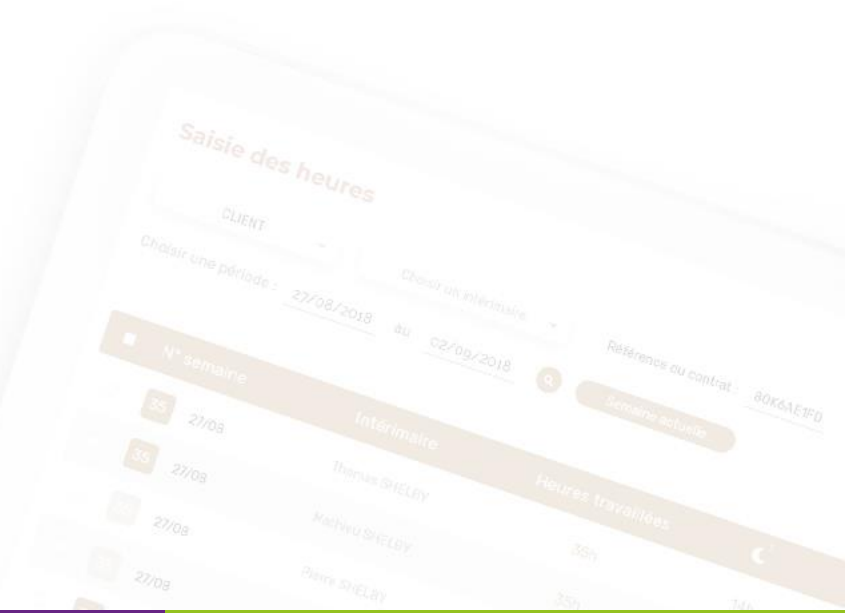 Saisie des heures
CLIENT
Choisir un intérimaire
Référence du contrat : 80K6AE1FD
Choisir une période : 27/08/2018 au 02/09/2018
Semaine actuelle
N° semaine Intérimaire Heures travaillées
35 27/08 Thomas SHELBY 35h
35 27/08 Mathieu SHELBY 35h
27/08 Pierre SHELBY
27/08